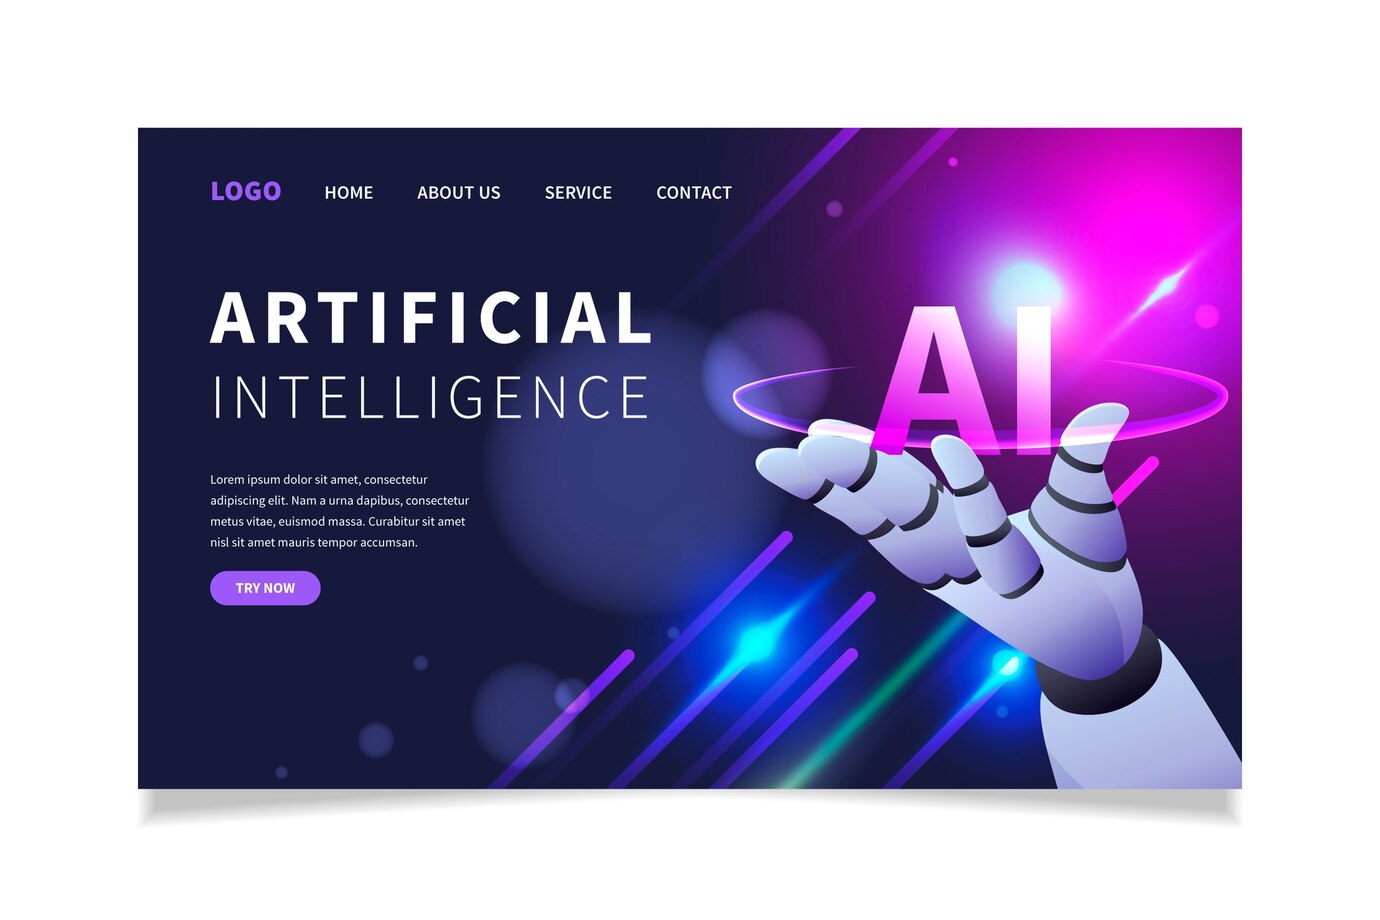 LOGO HOME ABOUT US SERVICE CONTACT
ARTIFICIAL
INTELLIGENCE
AI
Lorem ipsum dolor sit amet, consectetur
adipiscing elit. Nam a urna dapibus, consectetur
metus vitae, euismod massa. Curabitur sit amet
nisl sit amet mauris tempor accumsan.
TRY NOW